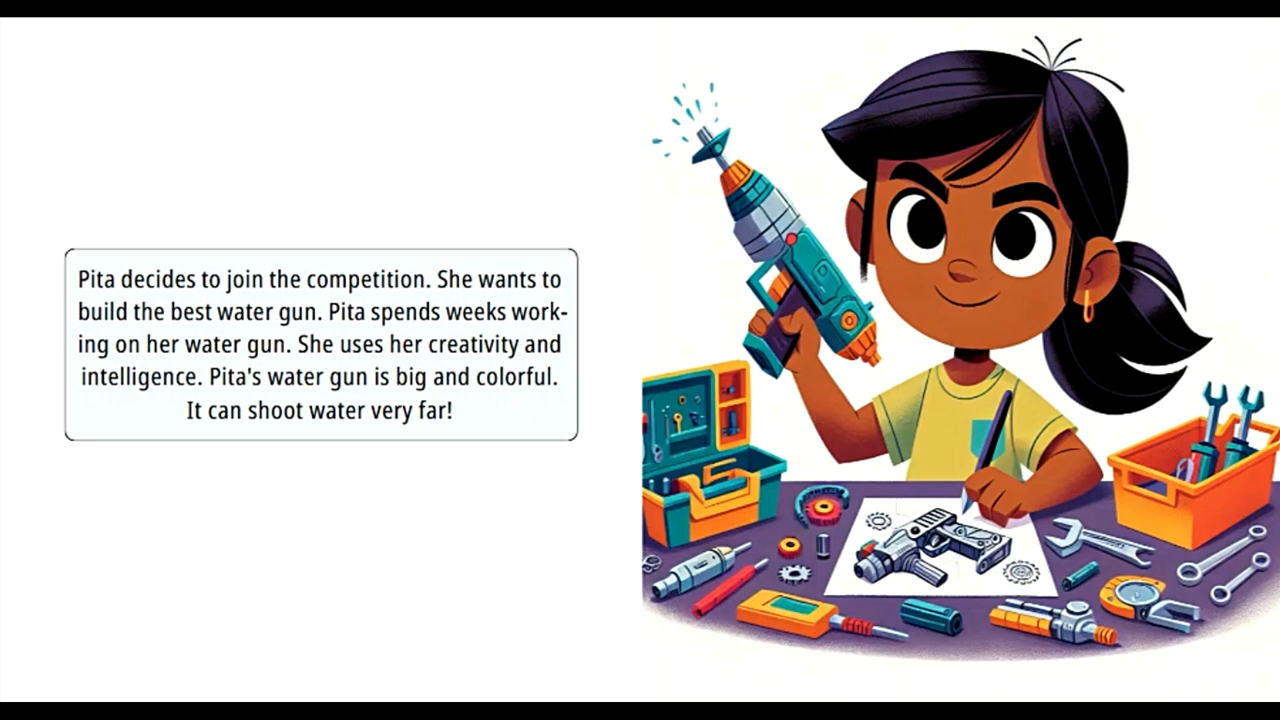 Pita decides to join the competition. She wants to
build the best water gun. Pita spends weeks work-
ing on her water gun. She uses her creativity and
intelligence. Pita's water gun is big and colorful.
It can shoot water very far!